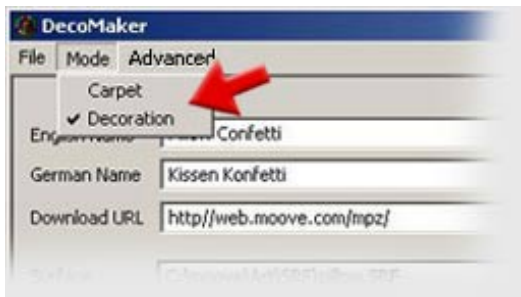 DecoMaker
File Mode Advanced
Carpet
✔ Decoration
Confetti
German Name Kissen Konfetti
Download URL http//web.moove.com/mpz/